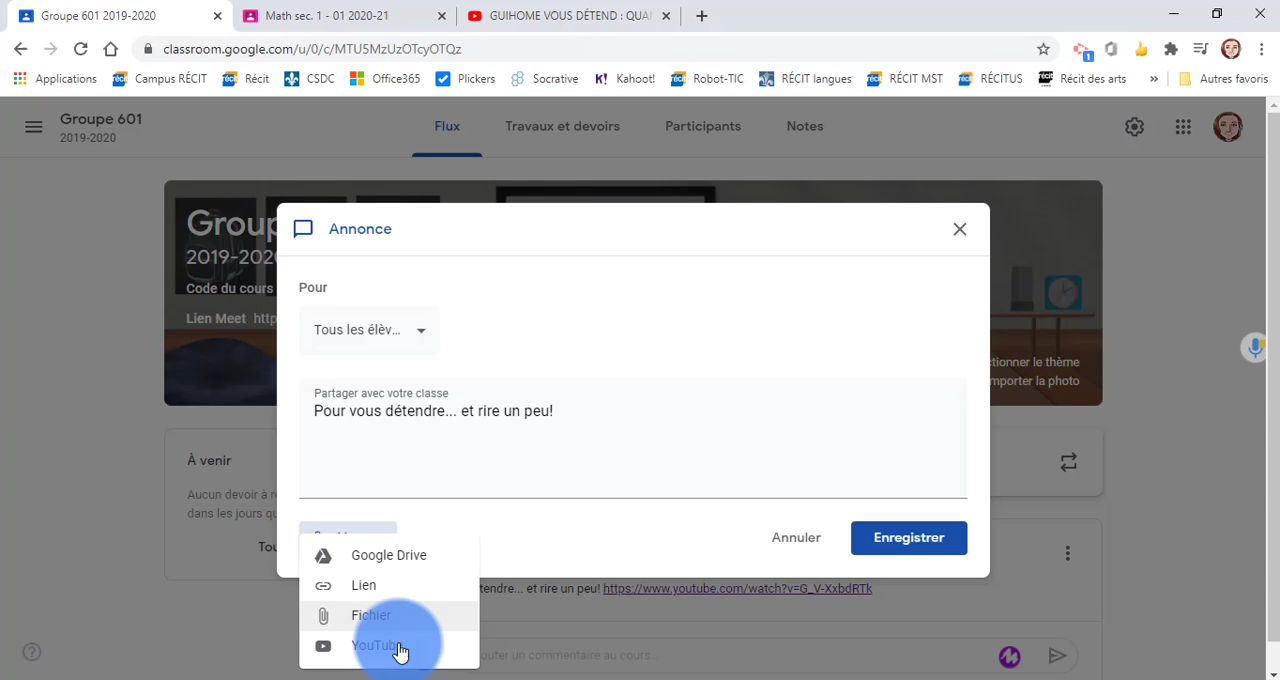 Groupe 601 2019-2020
Math sec. 1 - 01 2020-21
GUIHOME VOUS DÉTEND : QUA
classroom.google.com/u/0/c/MTU5MzUzOTcyOTQz
1
Applications
Campus RÉCIT
Récit
CSDC
Office365
Plickers
Socrative
K! Kahoot!
Robot-TIC
RÉCIT langues
RÉCIT MST
RÉCITUS
Récit des arts
»
Autres favoris
Groupe 601
2019-2020
Flux
Travaux et devoirs
Participants
Notes
Group
2019-2020
Code du cours
Lien Meet http
ctionner le thème
mporter la photo
Annonce
Pour
Tous les élèv...
Partager avec votre classe
Pour vous détendre... et rire un peu!
À venir
Aucun devoir à re
dans les jours qu
Annuler
Enregistrer
Google Drive
Lien
Fichier
YouTube
tendre... et rire un peu! https://www.youtube.com/watch?v=G_V-XxbdRTk
outer un commentaire au cours...